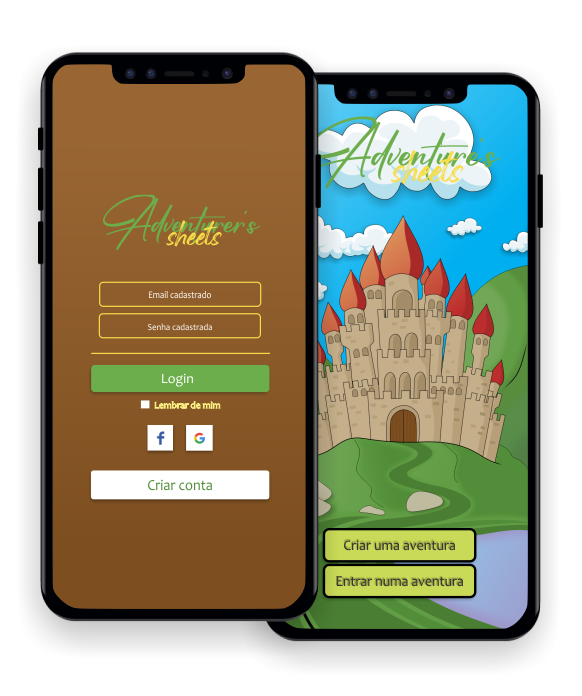 Adventurer's
sheets
Email cadastrado
Senha cadastrada
Login
Lembrar de mim
f
G
Criar conta
Adventurer's
sheets
Criar uma aventura
Entrar numa aventura